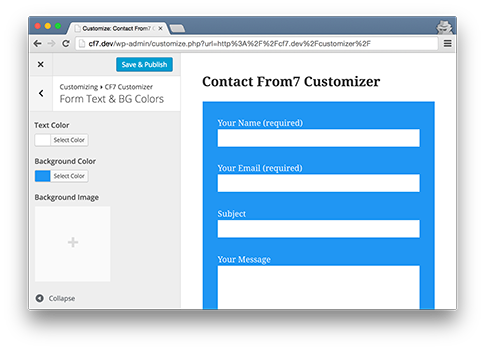 Customize: Contact From7 C
cf7.dev/wp-admin/customize.php?url=http%3A%2F%2Fcf7.dev%2Fcustomizer%2F
Save & Publish
Customizing ▸ CF7 Customizer
Form Text & BG Colors
Text Color
Select Color
Background Color
Select Color
Background Image
Collapse
Contact From7 Customizer
Your Name (required)
Your Email (required)
Subject
Your Message